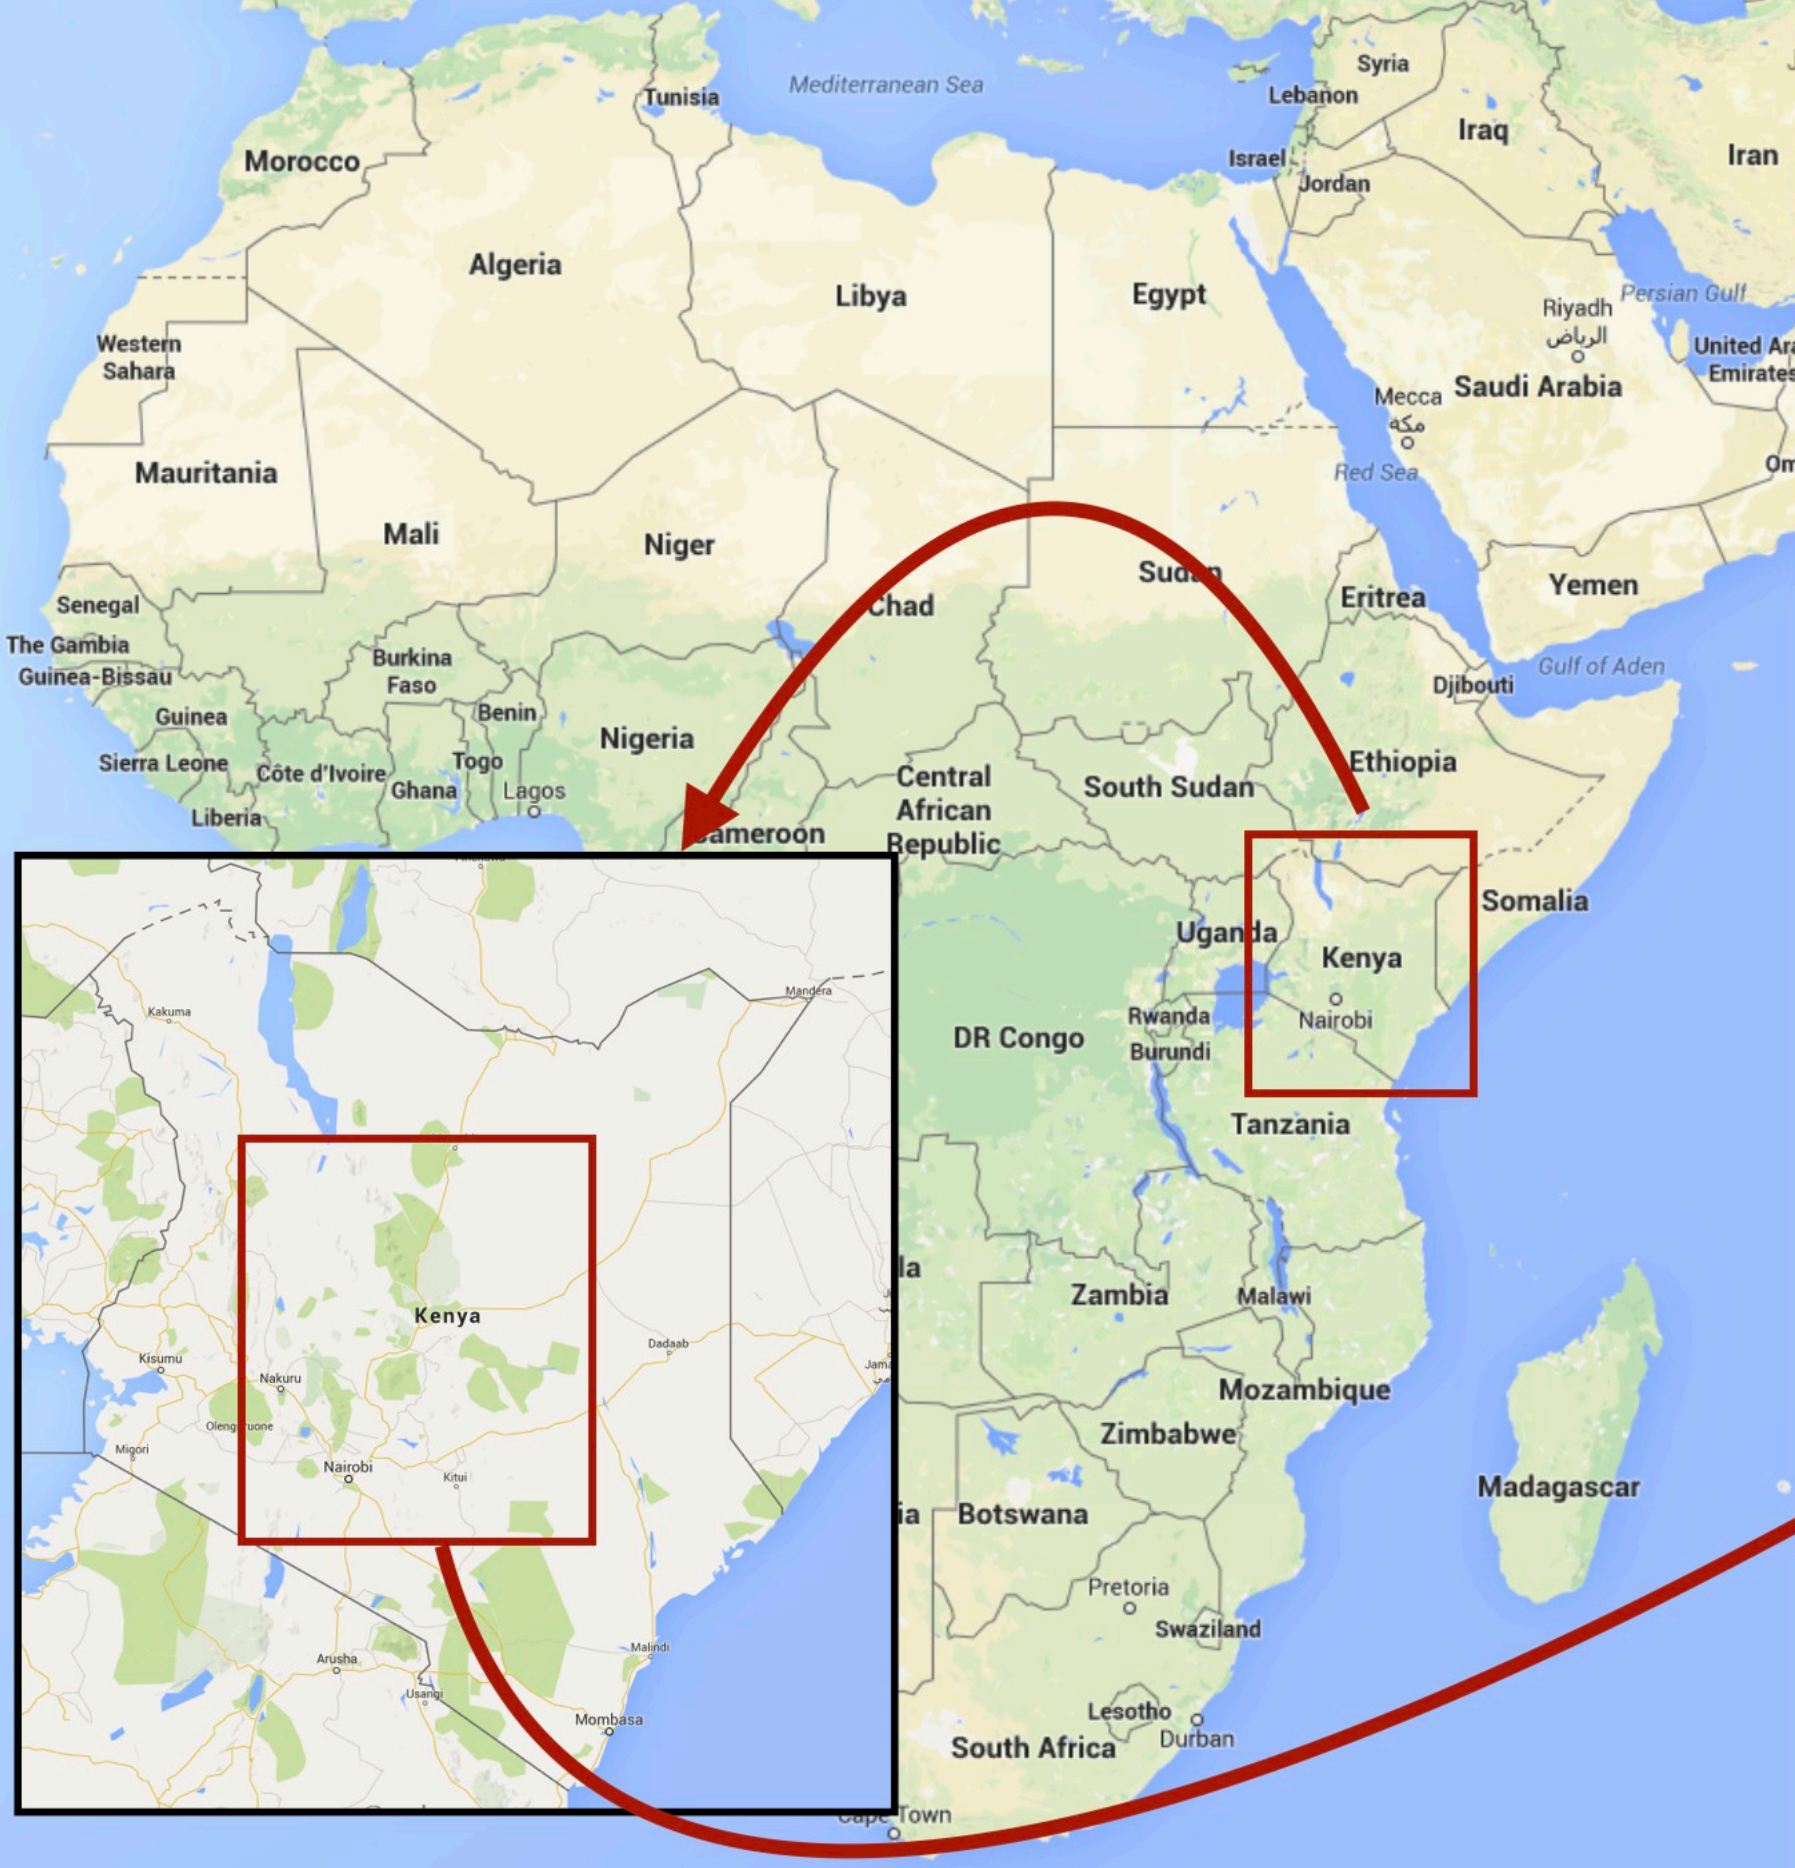 Syria
Mediterranean Sea
Lebanon
Tunisia
Iraq
Iran
Morocco
Israel
Jordan
Algeria
Libya
Egypt
Persian Gulf
Riyadh
الرياض
Western
Sahara
United Ara
Emirates
Saudi Arabia
Mecca
مكة
Red Sea
Om
Mauritania
Mali
Niger
Sudan
Yemen
Eritrea
Chad
Senegal
The Gambia
Guinea-Bissau
Burkina
Faso
Gulf of Aden
Djibouti
Guinea
Benin
Nigeria
Sierra Leone
Côte d'Ivoire
Togo
Ghana
Lagos
Ethiopia
Central
African
Republic
South Sudan
Liberia
Cameroon
Somalia
Uganda
Kenya
Rwanda
Nairobi
Burundi
DR Congo
Tanzania
la
Zambia
Malawi
Mozambique
Zimbabwe
Madagascar
ia
Botswana
Pretoria
Swaziland
Lesotho
Durban
South Africa
Cape Town
Mandera
Kakuma
Kenya
Dadaab
Kisumu
Jama
Nakuru
Migori
Nairobi
Kitui
Malindi
Arusha
Usangi
Mombasa